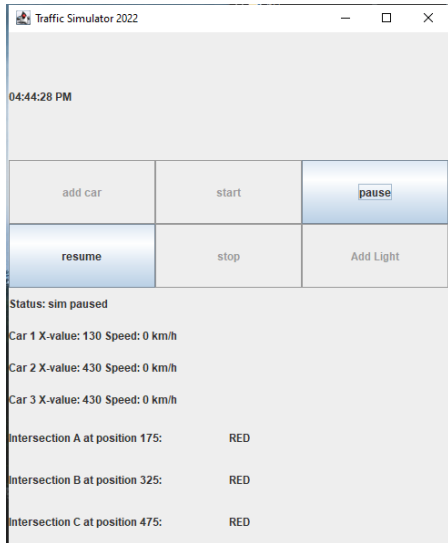 Traffic Simulator 2022
04:44:28 PM
add car start pause
resume stop Add Light
Status: sim paused
Car 1 X-value: 130 Speed: 0 km/h
Car 2 X-value: 430 Speed: 0 km/h
Car 3 X-value: 430 Speed: 0 km/h
Intersection A at position 175: RED
Intersection B at position 325: RED
Intersection C at position 475: RED